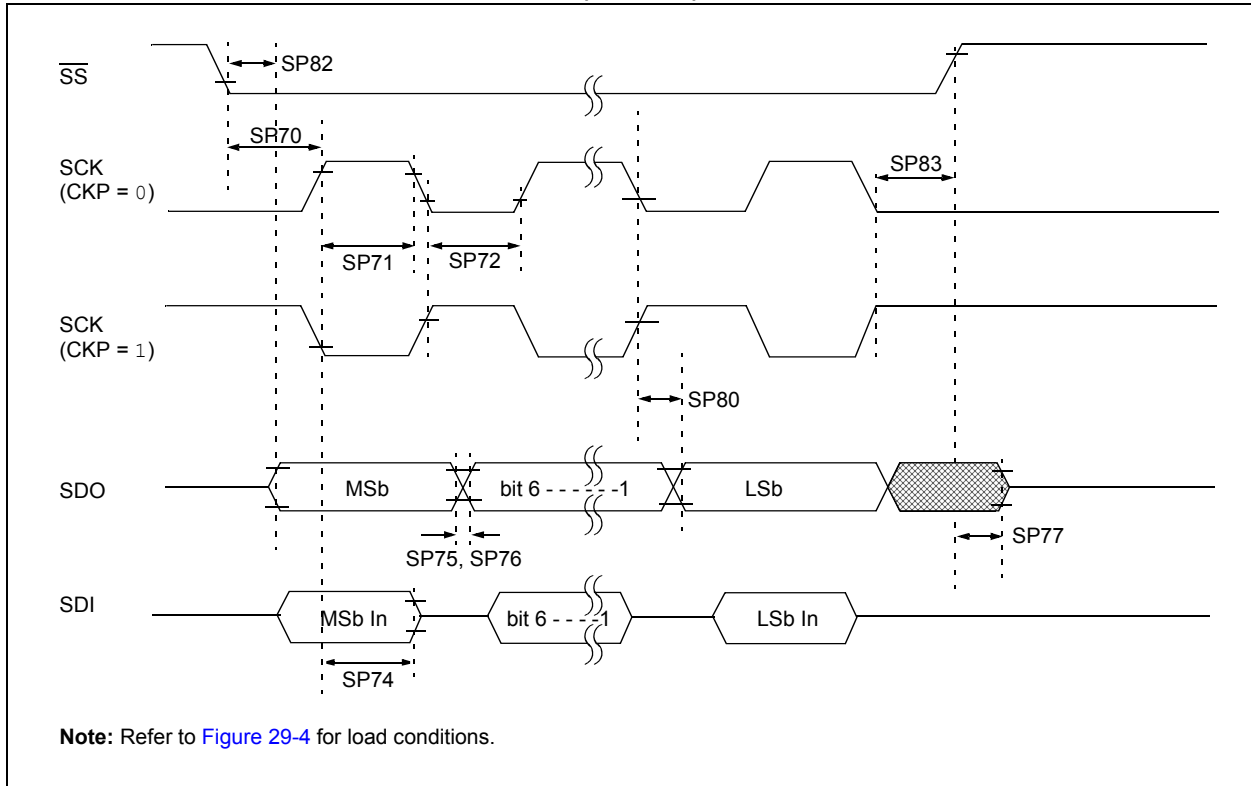 SS
SP82
SP70
SCK
(CKP = 0)
SP83
SP71
SP72
SCK
(CKP = 1)
SP80
SDO
MSb
bit 6 - - - - - -1
LSb
SP75, SP76
SP77
SDI
MSb In
bit 6 - - - -1
LSb In
SP74
Note: Refer to Figure 29-4 for load conditions.